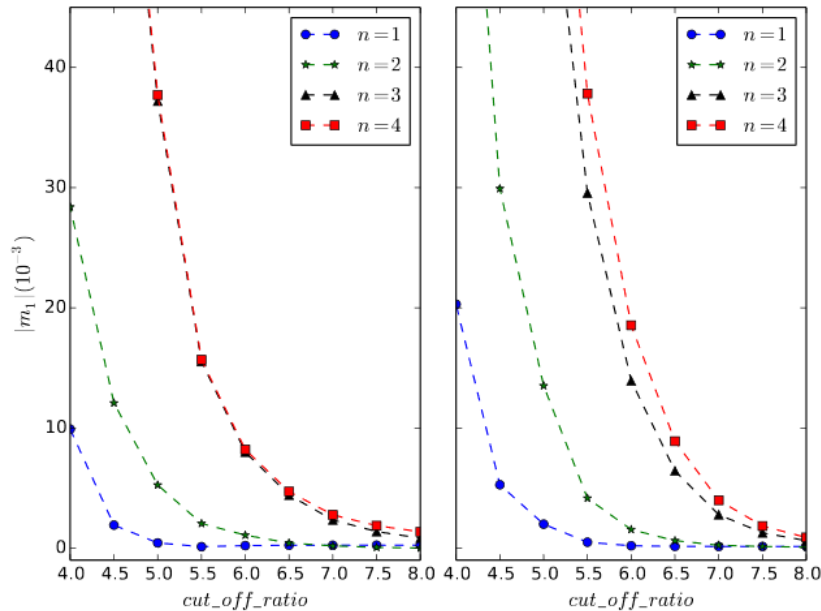 n = 1
n = 2
n = 3
n = 4
n = 1
n = 2
n = 3
n = 4
40
30
20
10
0
|m_1|(10^{-3})
4.0 4.5 5.0 5.5 6.0 6.5 7.0 7.5 8.0
4.0 4.5 5.0 5.5 6.0 6.5 7.0 7.5 8.0
cut_off_ratio
cut_off_ratio